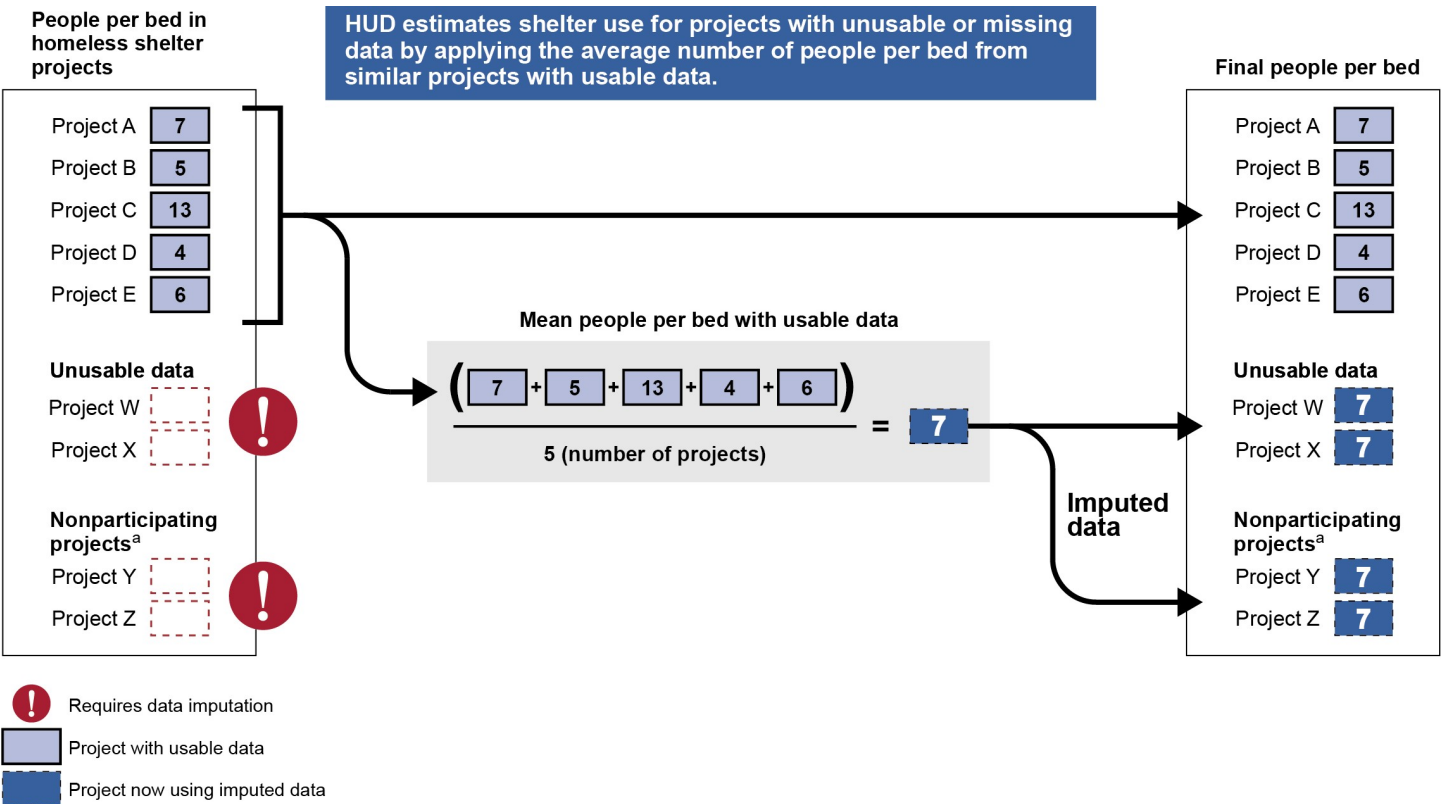 People per bed in
homeless shelter
projects
HUD estimates shelter use for projects with unusable or missing
data by applying the average number of people per bed from
similar projects with usable data.
Final people per bed
Project A 7
Project B 5
Project C 13
Project D 4
Project E 6
Unusable data
Project W
Project X
!
Nonparticipating
projectsᵃ
Project Y
Project Z
!
Mean people per bed with usable data
( 7 + 5 + 13 + 4 + 6 )
5 (number of projects)
= 7
Imputed
data
Project A 7
Project B 5
Project C 13
Project D 4
Project E 6
Unusable data
Project W 7
Project X 7
Nonparticipating
projectsᵃ
Project Y 7
Project Z 7
! Requires data imputation
Project with usable data
Project now using imputed data